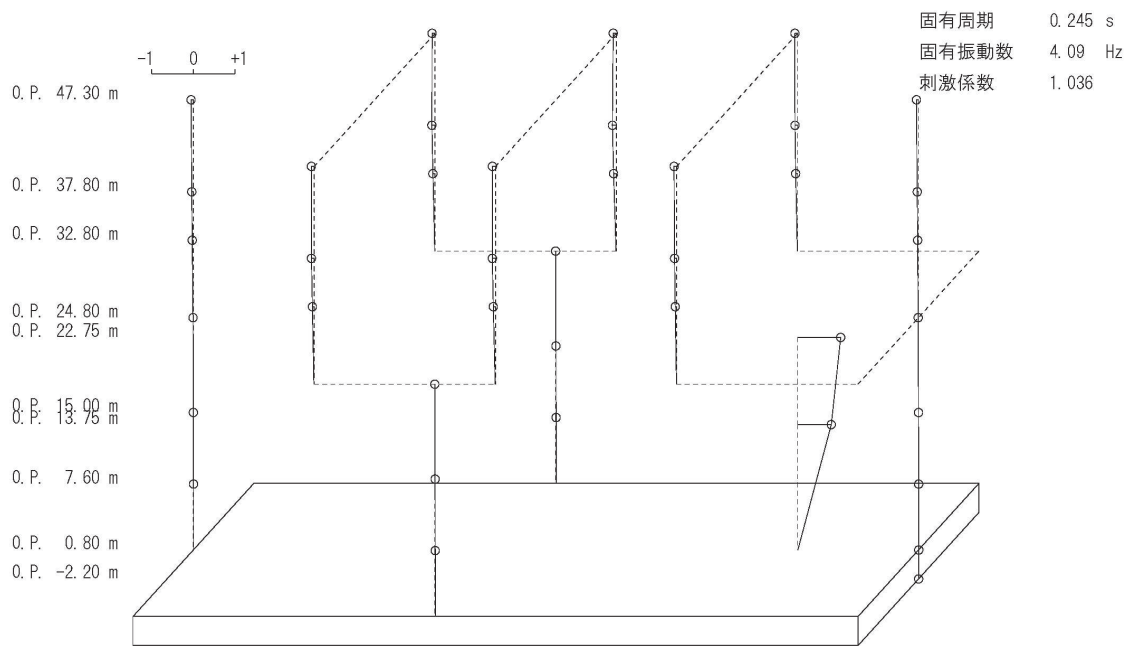 固有周期 0.245 s
固有振動数 4.09 Hz
刺激係数 1.036
-1 0 +1
O.P. 47.30 m
O.P. 37.80 m
O.P. 32.80 m
O.P. 24.80 m
O.P. 22.75 m
O.P. 15.00 m
O.P. 13.75 m
O.P. 7.60 m
O.P. 0.80 m
O.P. -2.20 m